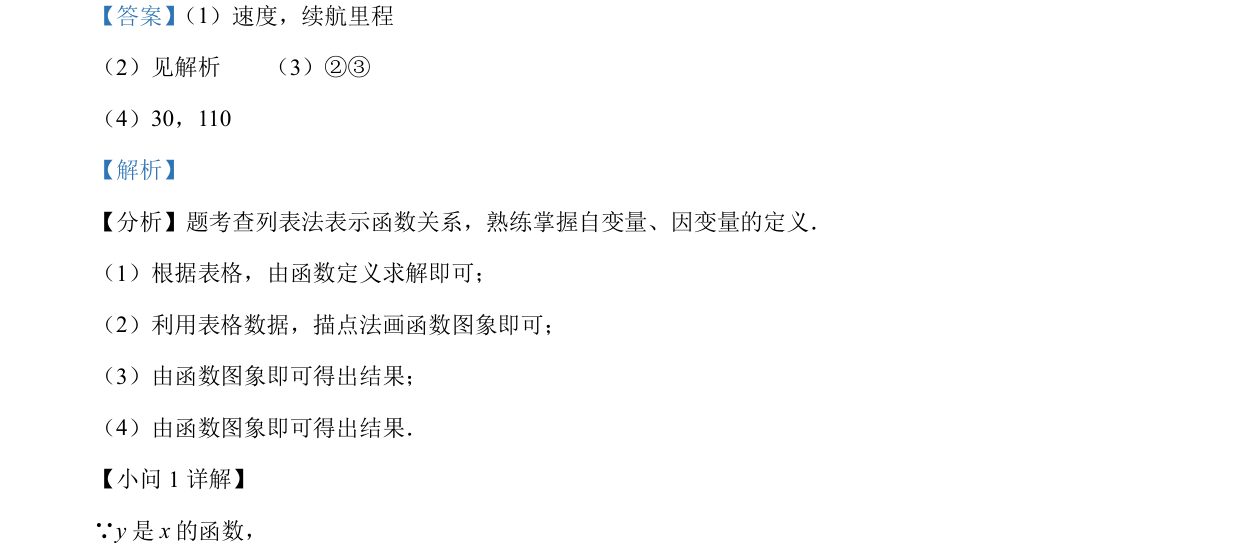 【答案】（1）速度，续航里程
（2）见解析 （3）②③
（4）30，110
【解析】
【分析】题考查列表法表示函数关系，熟练掌握自变量、因变量的定义．
（1）根据表格，由函数定义求解即可；
（2）利用表格数据，描点法画函数图象即可；
（3）由函数图象即可得出结果；
（4）由函数图象即可得出结果．
【小问 1 详解】
∵y 是 x 的函数，